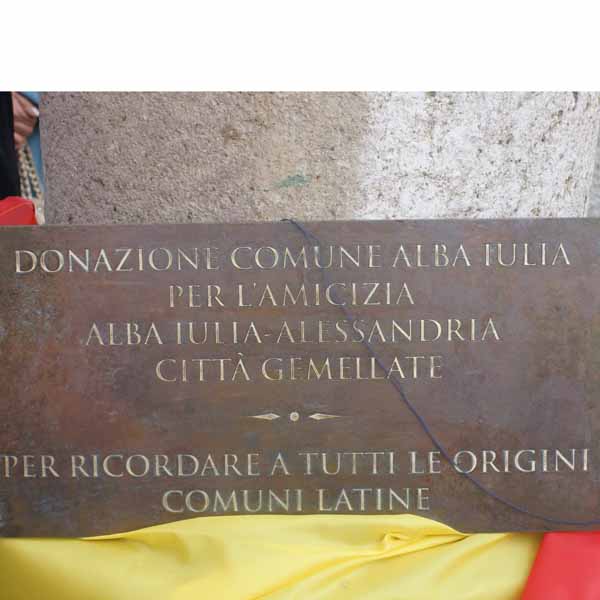 DONAZIONE COMUNE ALBA IULIA
PER L'AMICIZIA
ALBA IULIA-ALESSANDRIA
CITTÀ GEMELLATE
PER RICORDARE A TUTTI LE ORIGINI
COMUNI LATINE